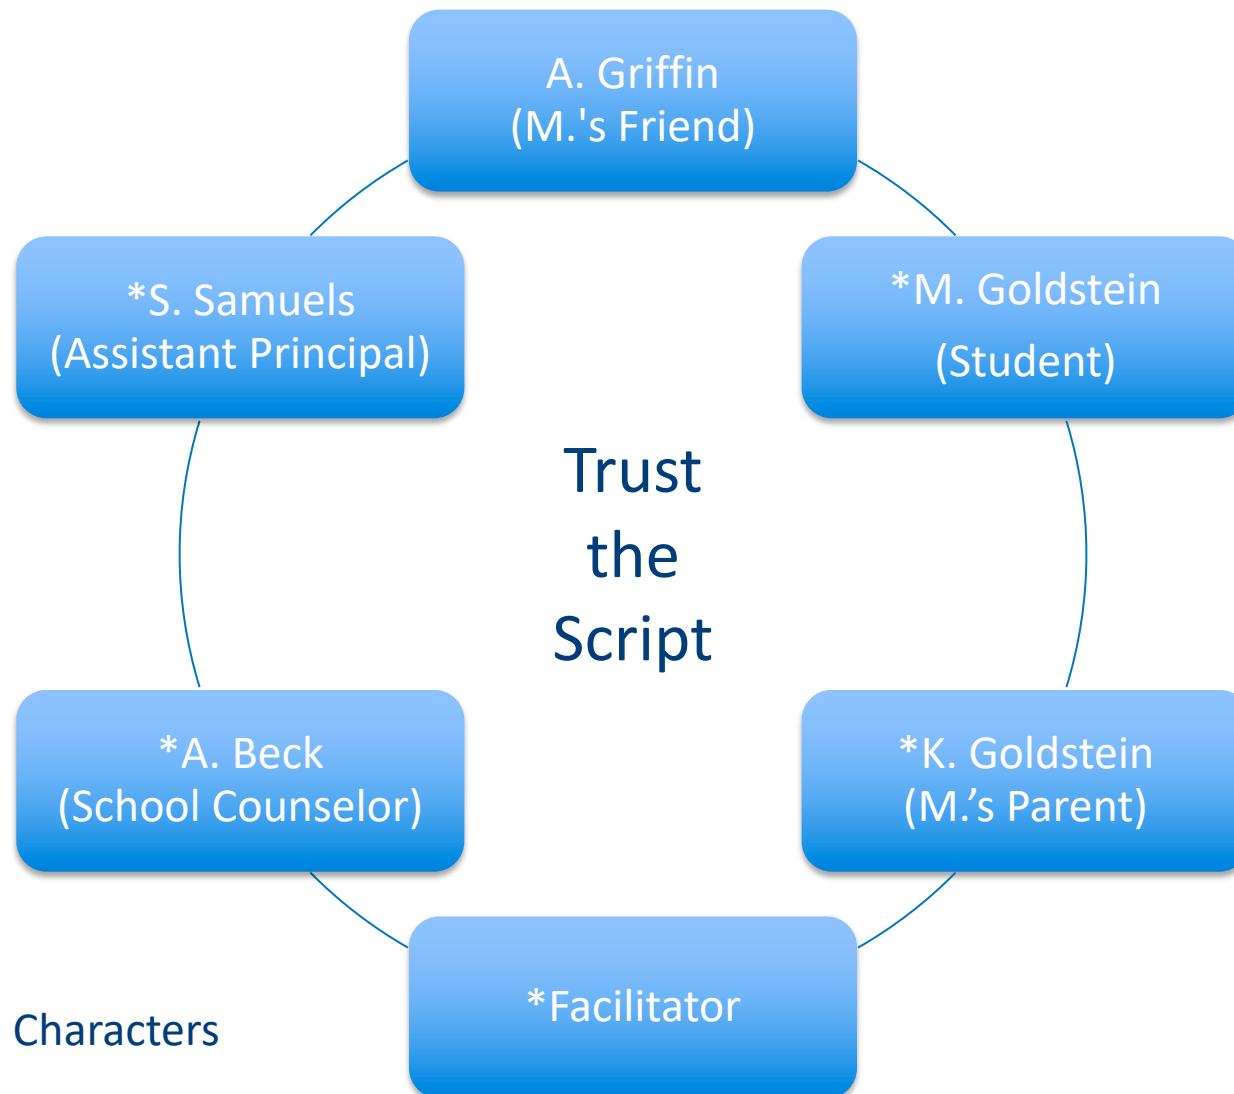 A. Griffin
(M.'s Friend)
*S. Samuels
(Assistant Principal)
*M. Goldstein
(Student)
Trust
the
Script
*A. Beck
(School Counselor)
*K. Goldstein
(M.’s Parent)
*Facilitator
Characters